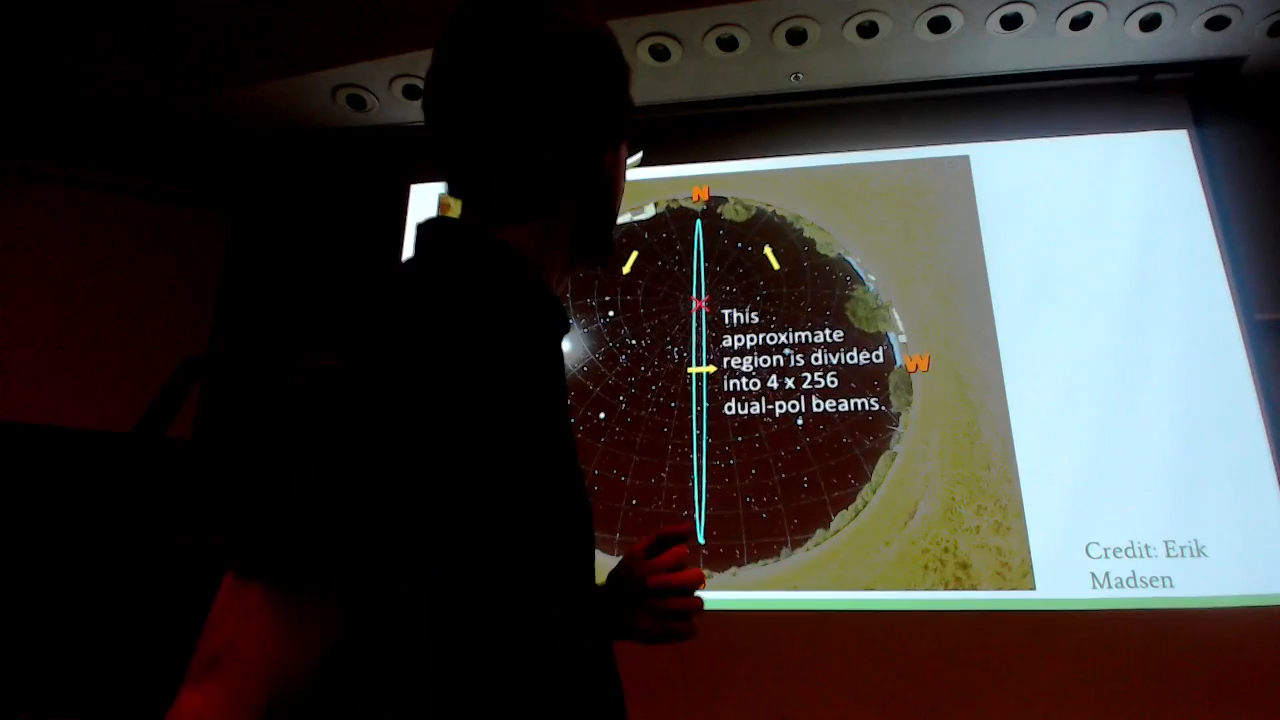 N
This
approximate
region is divided
W
into 4 x 256
dual-pol beams.
Credit: Erik
Madsen